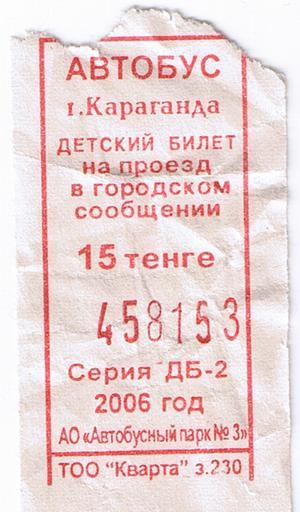 АВТОБУС
г.Караганда
ДЕТСКИЙ БИЛЕТ
на проезд
в городском
сообщении
15 тенге
458153
Серия ДБ-2
2006 год
АО «Автобусный парк № 3»
ТОО "Кварта" з.230